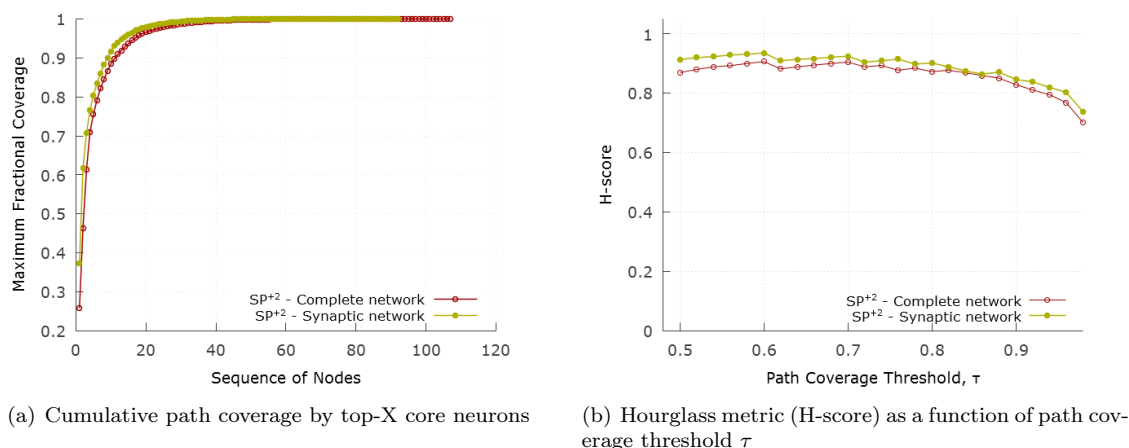 1
0.9
0.8
0.7
0.6
0.5
0.4
0.3
0.2
Maximum Fractional Coverage
SP+2 - Complete network
SP+2 - Synaptic network
0 20 40 60 80 100 120
Sequence of Nodes
(a) Cumulative path coverage by top-X core neurons
1
0.8
0.6
0.4
0.2
0
H-score
SP+2 - Complete network
SP+2 - Synaptic network
0.5 0.6 0.7 0.8 0.9
Path Coverage Threshold, τ
(b) Hourglass metric (H-score) as a function of path cov-
erage threshold τ